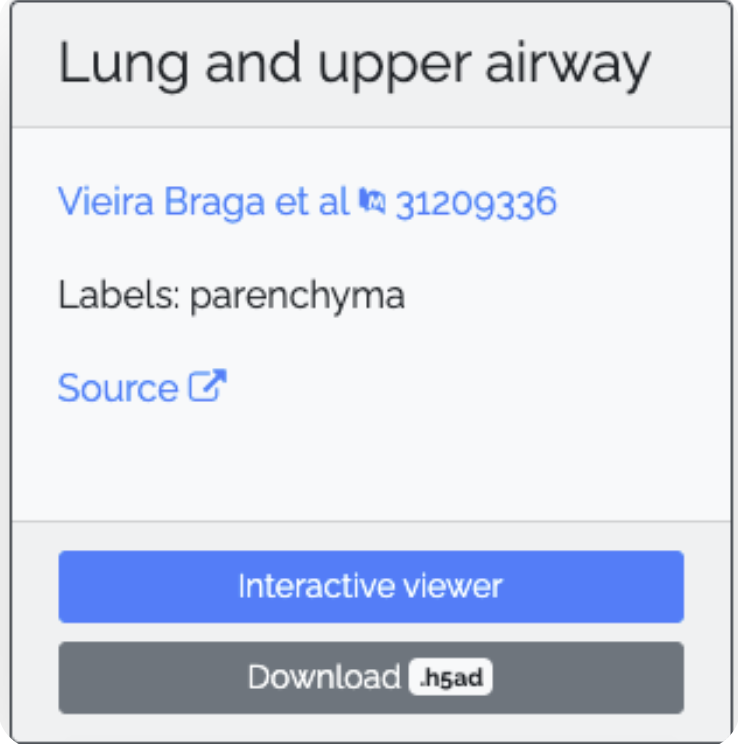 Lung and upper airway
Vieira Braga et al 31209336
Labels: parenchyma
Source
Interactive viewer
Download .h5ad